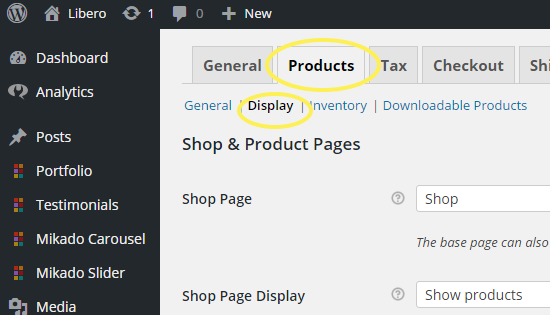 Libero 1 0 + New
Dashboard
Analytics
Posts
Portfolio
Testimonials
Mikado Carousel
Mikado Slider
Media
General Products Tax Checkout Shi
General | Display | Inventory | Downloadable Products
Shop & Product Pages
Shop Page ? Shop
The base page can also
Shop Page Display ? Show products